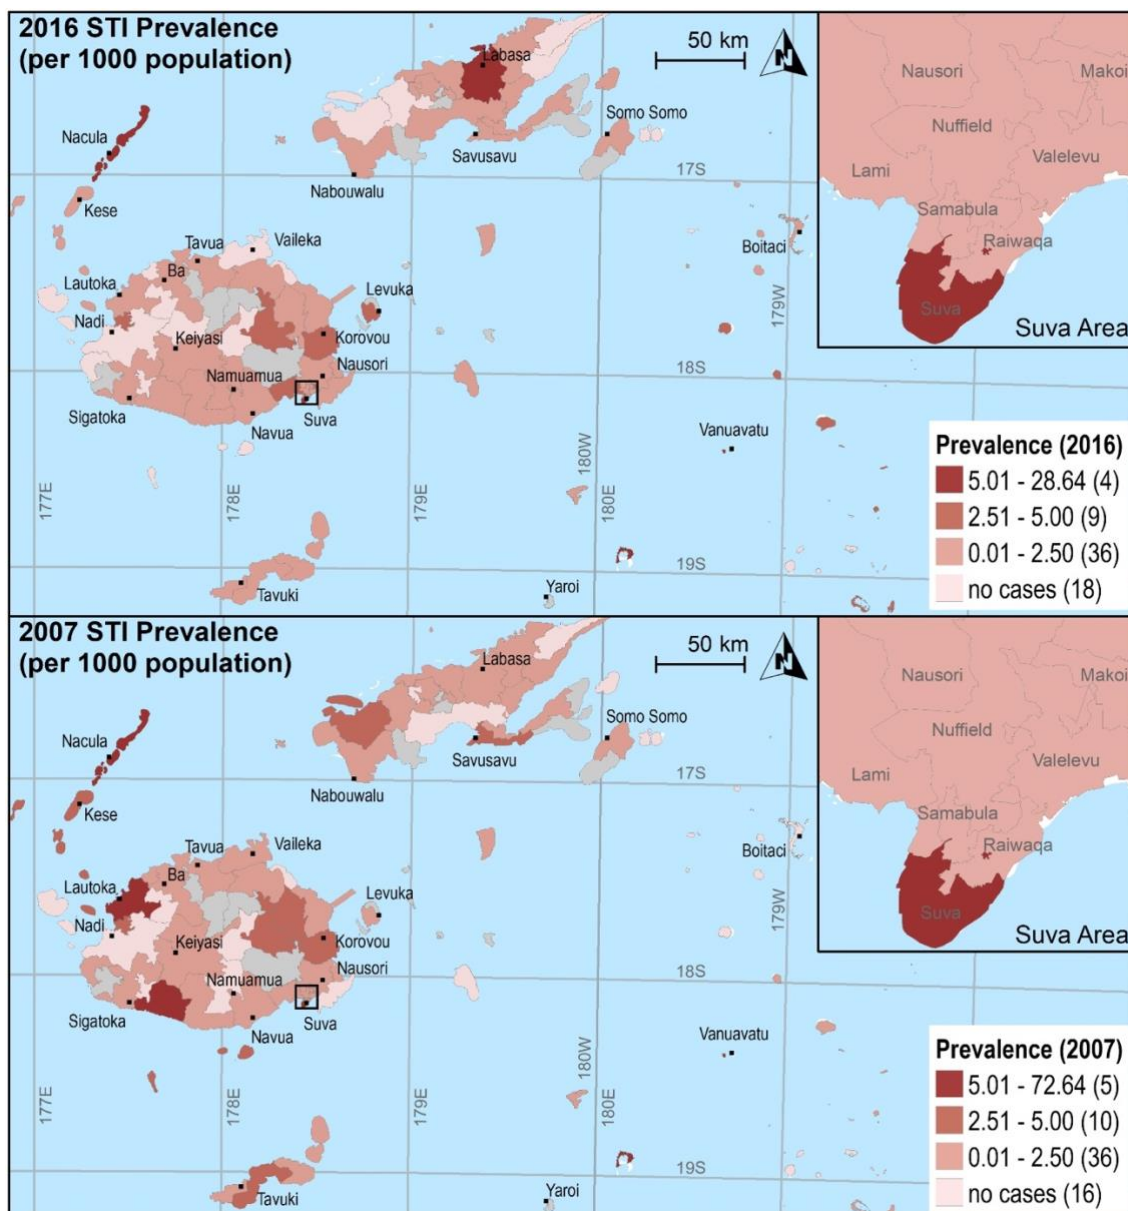 2016 STI Prevalence
(per 1000 population)
50 km
N
Labasa
Nacula
Somo Somo
Savusavu
17S
Kese
Nabouwalu
Tavua
Vaileka
Boitaci
Ba
Lautoka
Levuka
179W
Nadi
Keiyasi
Korovou
Nausori
18S
Namuamua
Sigatoka
Suva
Navua
Vanuavatu
180W
177E
178E
179E
180E
19S
Tavuki
Yaroi
Nausori
Makoi
Nuffield
Valelevu
Lami
Samabula
Raiwaqa
Suva
Suva Area
Prevalence (2016)
5.01 - 28.64 (4)
2.51 - 5.00 (9)
0.01 - 2.50 (36)
no cases (18)
2007 STI Prevalence
(per 1000 population)
50 km
N
Labasa
Nacula
Somo Somo
Savusavu
17S
Kese
Nabouwalu
Tavua
Vaileka
Boitaci
Ba
Lautoka
Levuka
179W
Nadi
Keiyasi
Korovou
Nausori
18S
Namuamua
Sigatoka
Suva
Navua
Vanuavatu
180W
177E
178E
179E
180E
19S
Tavuki
Yaroi
Nausori
Makoi
Nuffield
Valelevu
Lami
Samabula
Raiwaqa
Suva
Suva Area
Prevalence (2007)
5.01 - 72.64 (5)
2.51 - 5.00 (10)
0.01 - 2.50 (36)
no cases (16)